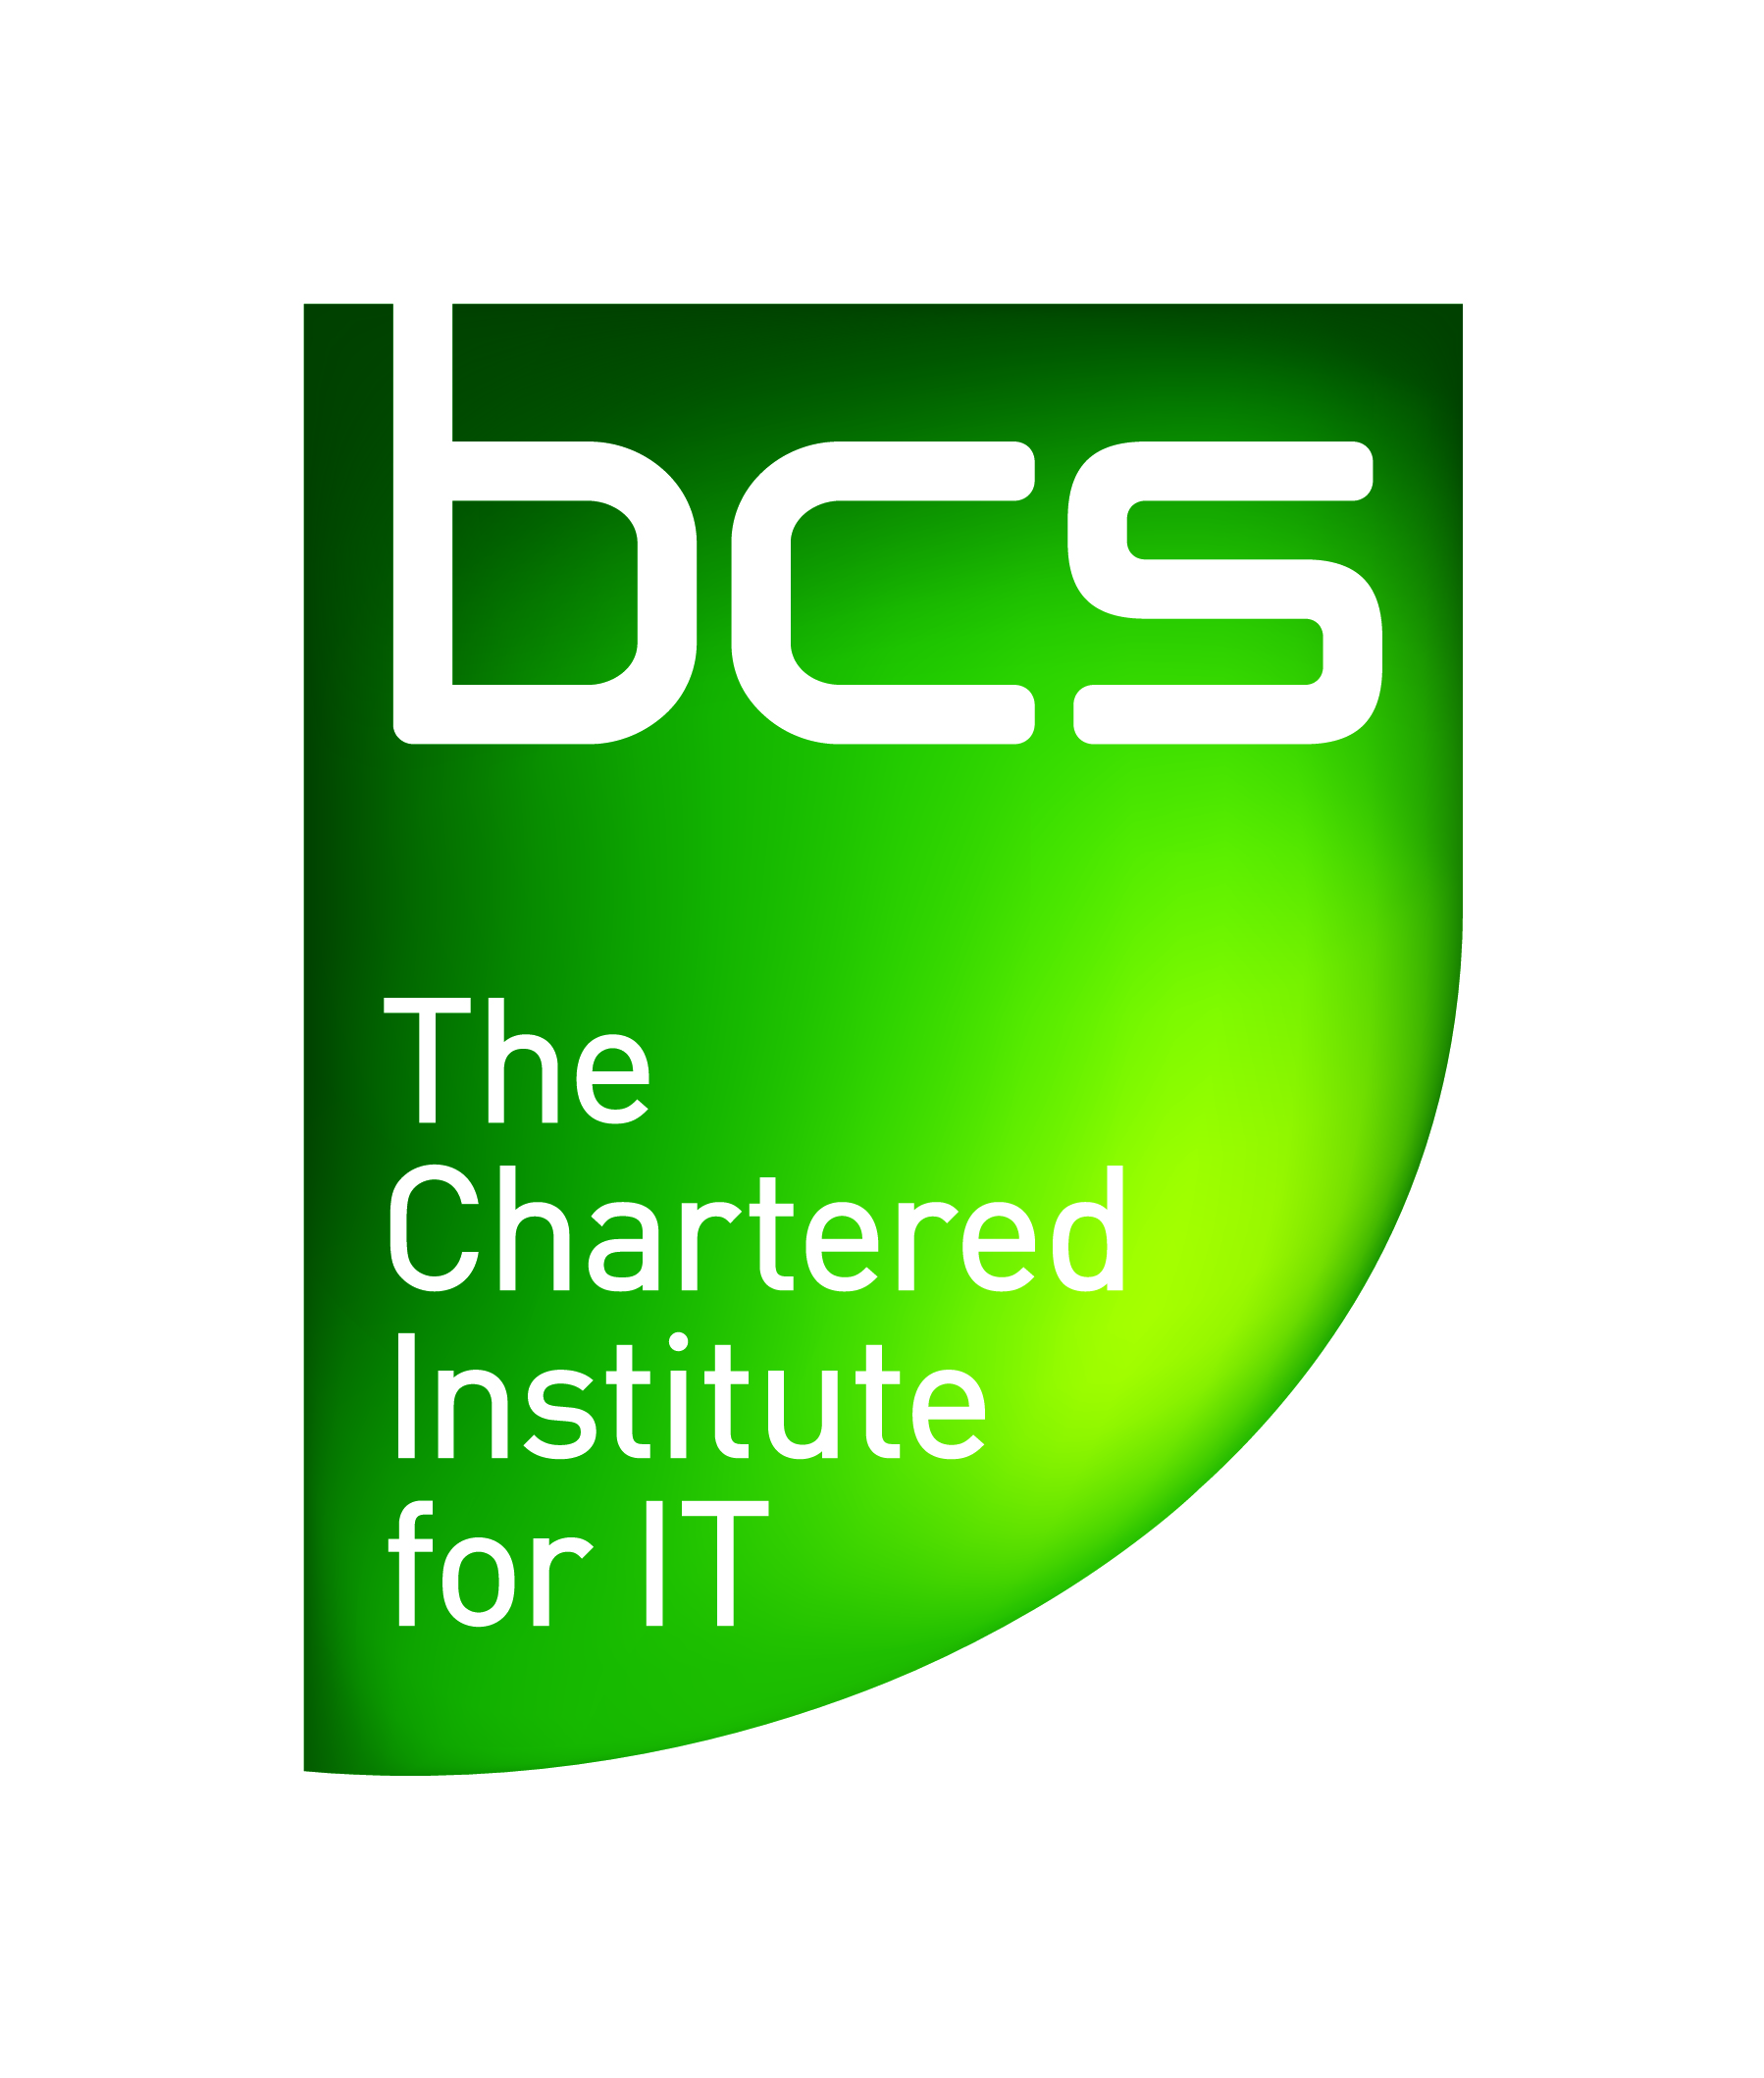 bcs
The
Chartered
Institute
for IT